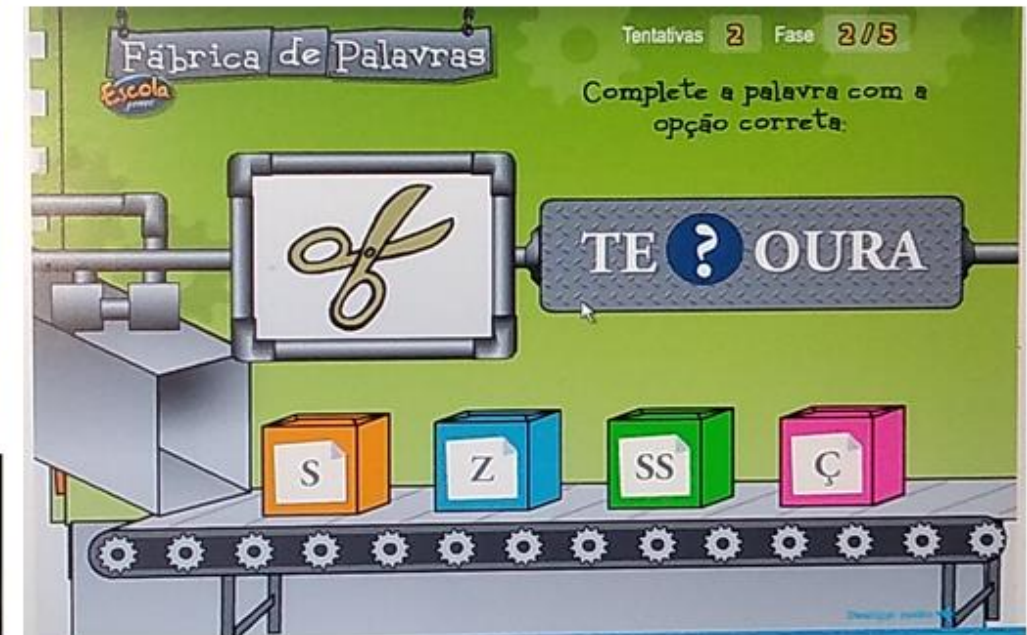 Fábrica de Palavras
Escola
Tentativas 2 Fase 2/5
Complete a palavra com a
opção correta:
TE ? OURA
S Z SS Ç